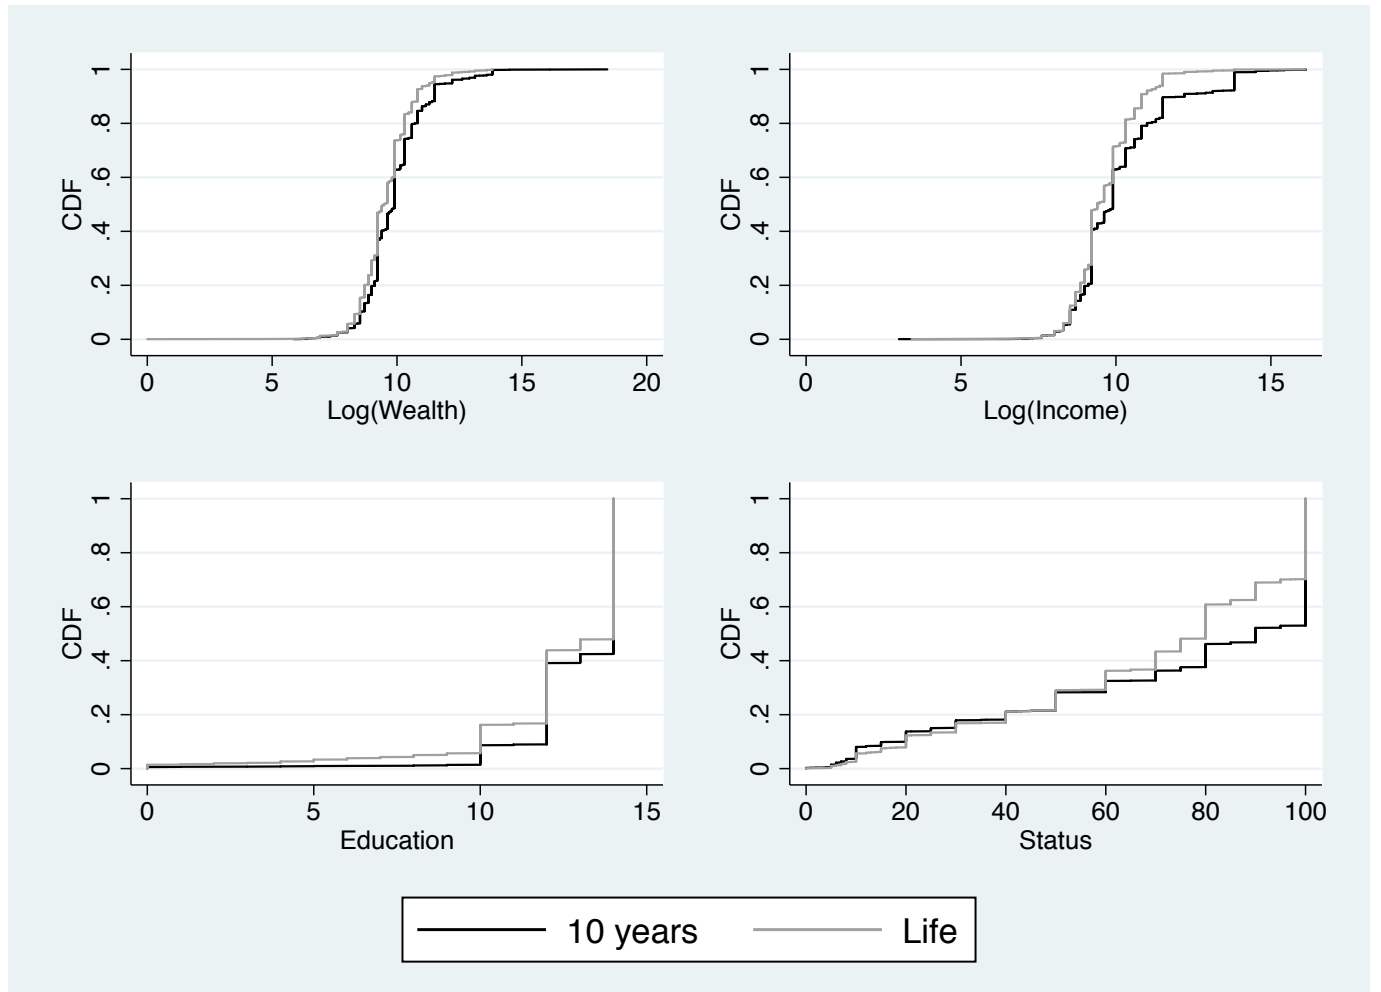 CDF
0 .2 .4 .6 .8 1
0 5 10 15 20
Log(Wealth)
CDF
0 .2 .4 .6 .8 1
0 5 10 15
Log(Income)
CDF
0 .2 .4 .6 .8 1
0 5 10 15
Education
CDF
0 .2 .4 .6 .8 1
0 20 40 60 80 100
Status
10 years Life